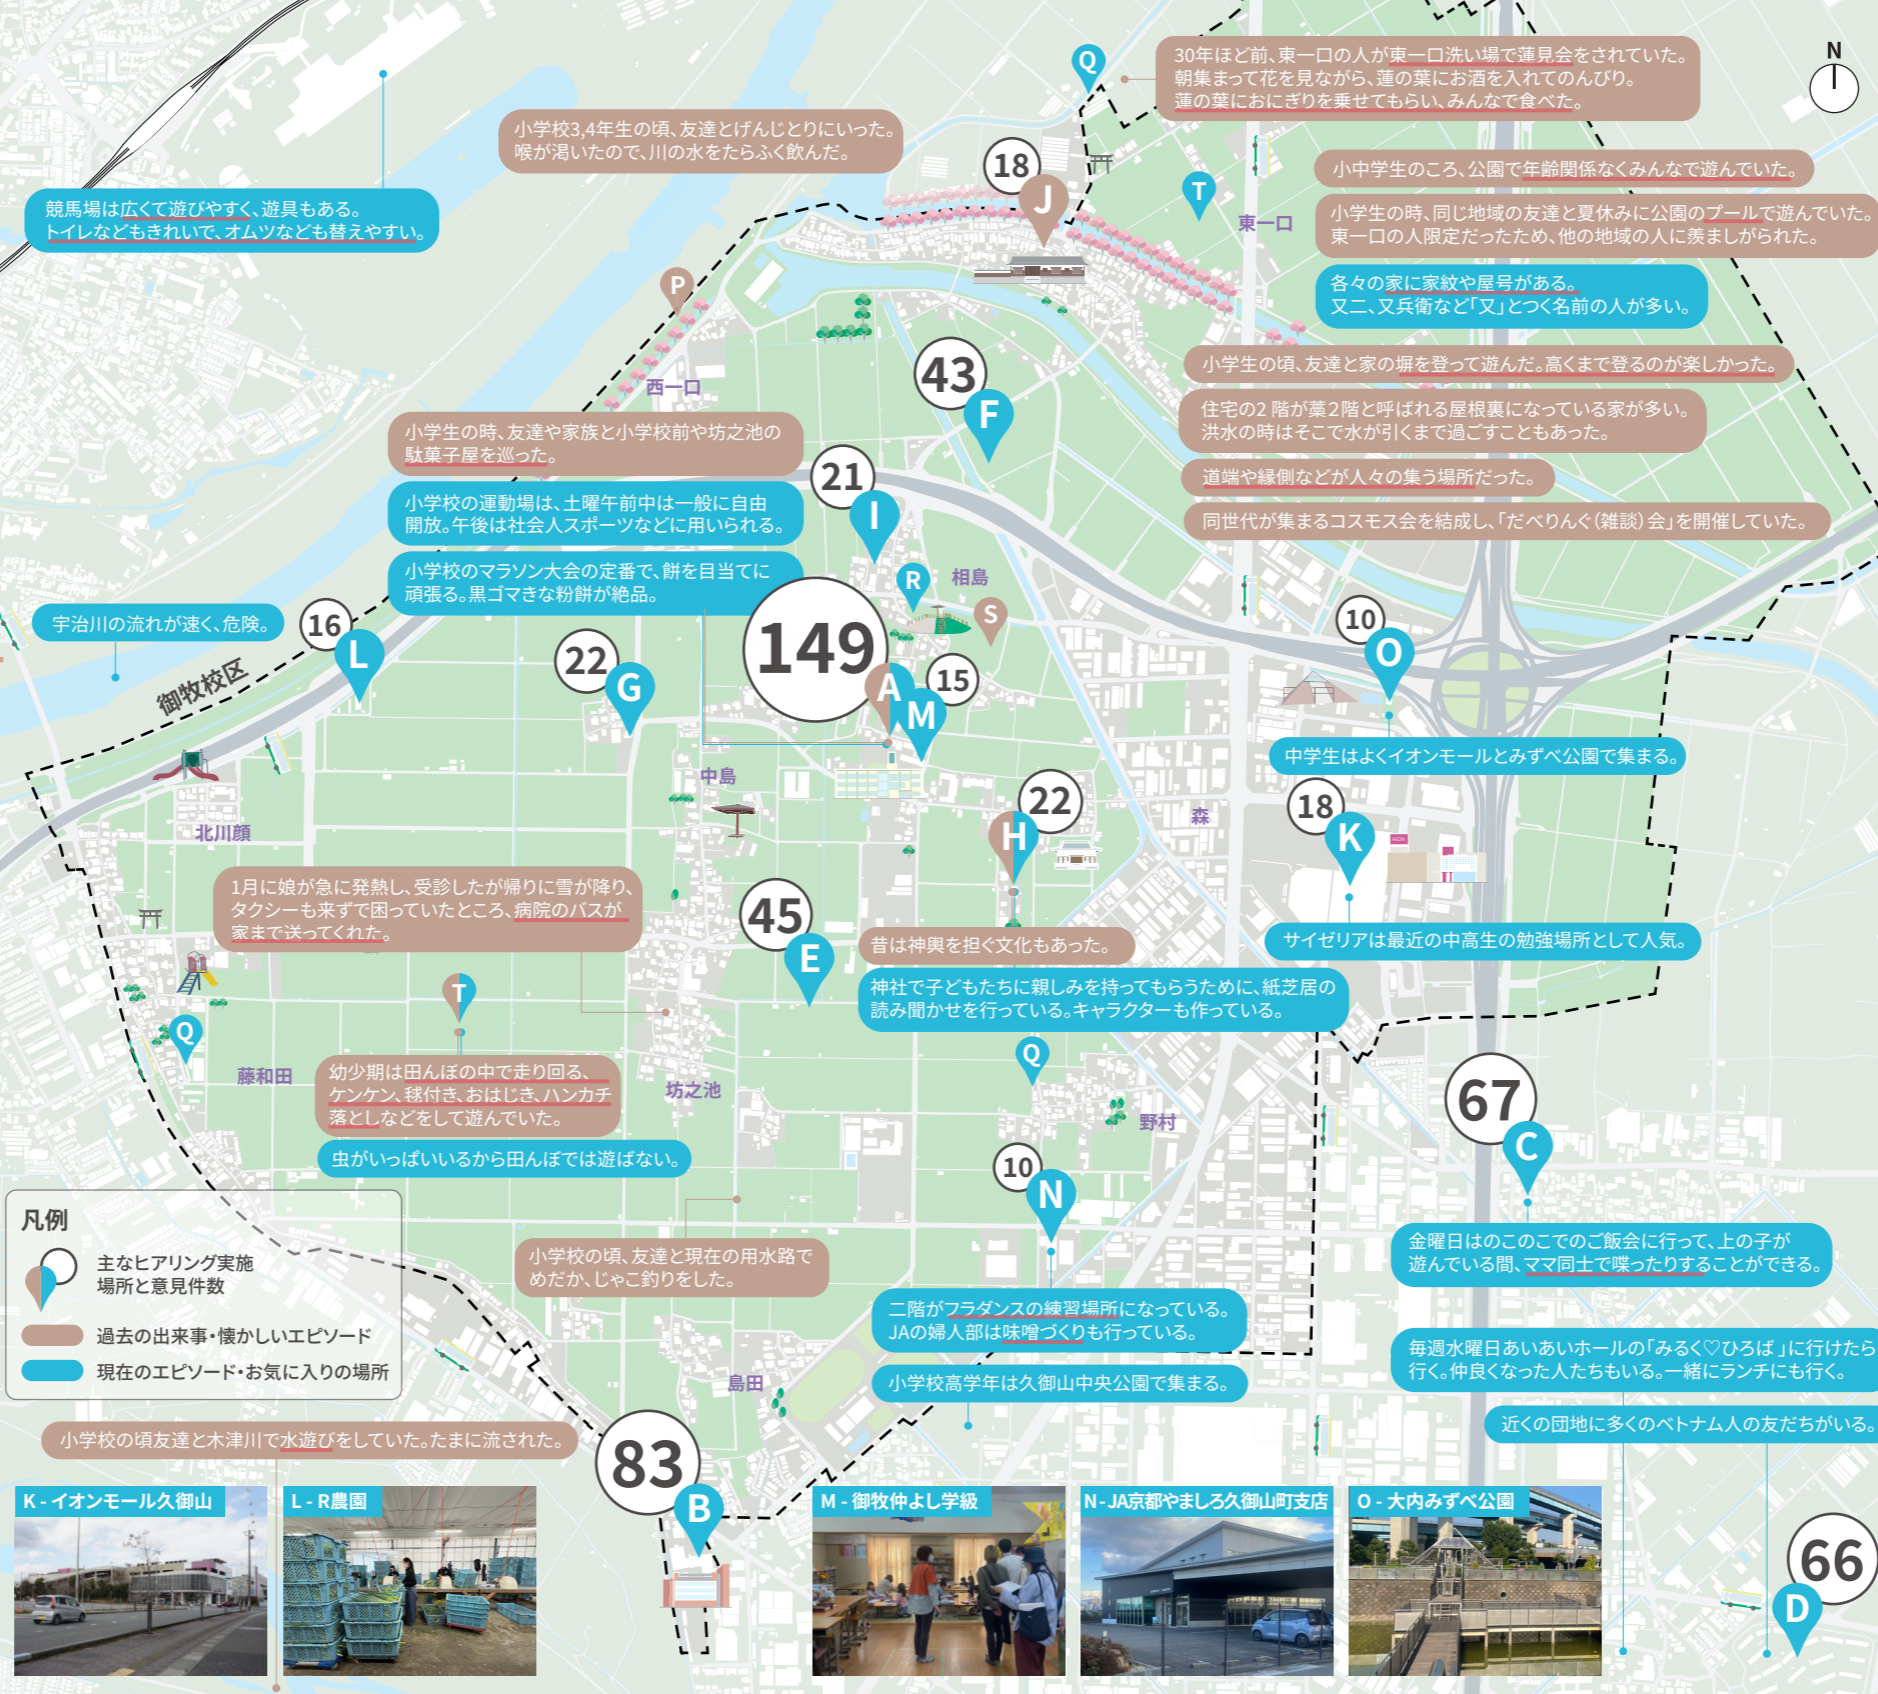 N
Q
30年ほど前、東一口の人が東一口洗い場で蓮見会をされていた。
朝集まって花を見ながら、蓮の葉にお酒を入れてのんびり。
蓮の葉におにぎりを乗せてもらい、みんなで食べた。
小学校3,4年生の頃、友達とげんじとりにいった。
喉が渇いたので、川の水をたらふく飲んだ。
18
J
T
東一口
小中学生のころ、公園で年齢関係なくみんなで遊んでいた。
小学生の時、同じ地域の友達と夏休みに公園のプールで遊んでいた。
東一口の人限定だったため、他の地域の人に羨ましがられた。
競馬場は広くて遊びやすく、遊具もある。
トイレなどもきれいで、オムツなども替えやすい。
各々の家に家紋や屋号がある。
又二、又兵衛など「又」とつく名前の人が多い。
P
西一口
43
F
小学生の頃、友達と家の塀を登って遊んだ。高くまで登るのが楽しかった。
住宅の2 階が藁2階と呼ばれる屋根裏になっている家が多い。
洪水の時はそこで水が引くまで過ごすこともあった。
道端や縁側などが人々の集う場所だった。
同世代が集まるコスモス会を結成し、「だべりんぐ（雑談）会」を開催していた。
小学生の時、友達や家族と小学校前や坊之池の
駄菓子屋を巡った。
小学校の運動場は、土曜午前中は一般に自由
開放。午後は社会人スポーツなどに用いられる。
小学校のマラソン大会の定番で、餅を目当てに
頑張る。黒ゴマきな粉餅が絶品。
21
I
R
相島
S
宇治川の流れが速く、危険。
16
L
御牧校区
22
G
149
A
15
M
10
O
中学生はよくイオンモールとみずべ公園で集まる。
中島
北川顔
22
H
森
18
K
AEON
サイゼリアは最近の中高生の勉強場所として人気。
1月に娘が急に発熱し、受診したが帰りに雪が降り、
タクシーも来ずで困っていたところ、病院のバスが
家まで送ってくれた。
45
E
昔は神輿を担ぐ文化もあった。
神社で子どもたちに親しみを持ってもらうために、紙芝居の
読み聞かせを行っている。キャラクターも作っている。
T
Q
藤和田
幼少期は田んぼの中で走り回る、
ケンケン、毬付き、おはじき、ハンカチ
落としなどをして遊んでいた。
虫がいっぱいいるから田んぼでは遊ばない。
坊之池
Q
野村
67
C
10
N
凡例
主なヒアリング実施
場所と意見件数
過去の出来事・懐かしいエピソード
現在のエピソード・お気に入りの場所
小学校の頃、友達と現在の用水路で
めだか、じゃこ釣りをした。
金曜日はのこのこでのご飯会に行って、上の子が
遊んでいる間、ママ同士で喋ったりすることができる。
二階がフラダンスの練習場所になっている。
JAの婦人部は味噌づくりも行っている。
小学校高学年は久御山中央公園で集まる。
毎週水曜日あいあいホールの「みるく♡ひろば 」に行けたら
行く。仲良くなった人たちもいる。一緒にランチにも行く。
近くの団地に多くのベトナム人の友だちがいる。
島田
小学校の頃友達と木津川で水遊びをしていた。たまに流された。
83
B
K - イオンモール久御山
L - R農園
M - 御牧仲よし学級
N - JA京都やましろ久御山町支店
O - 大内みずべ公園
66
D